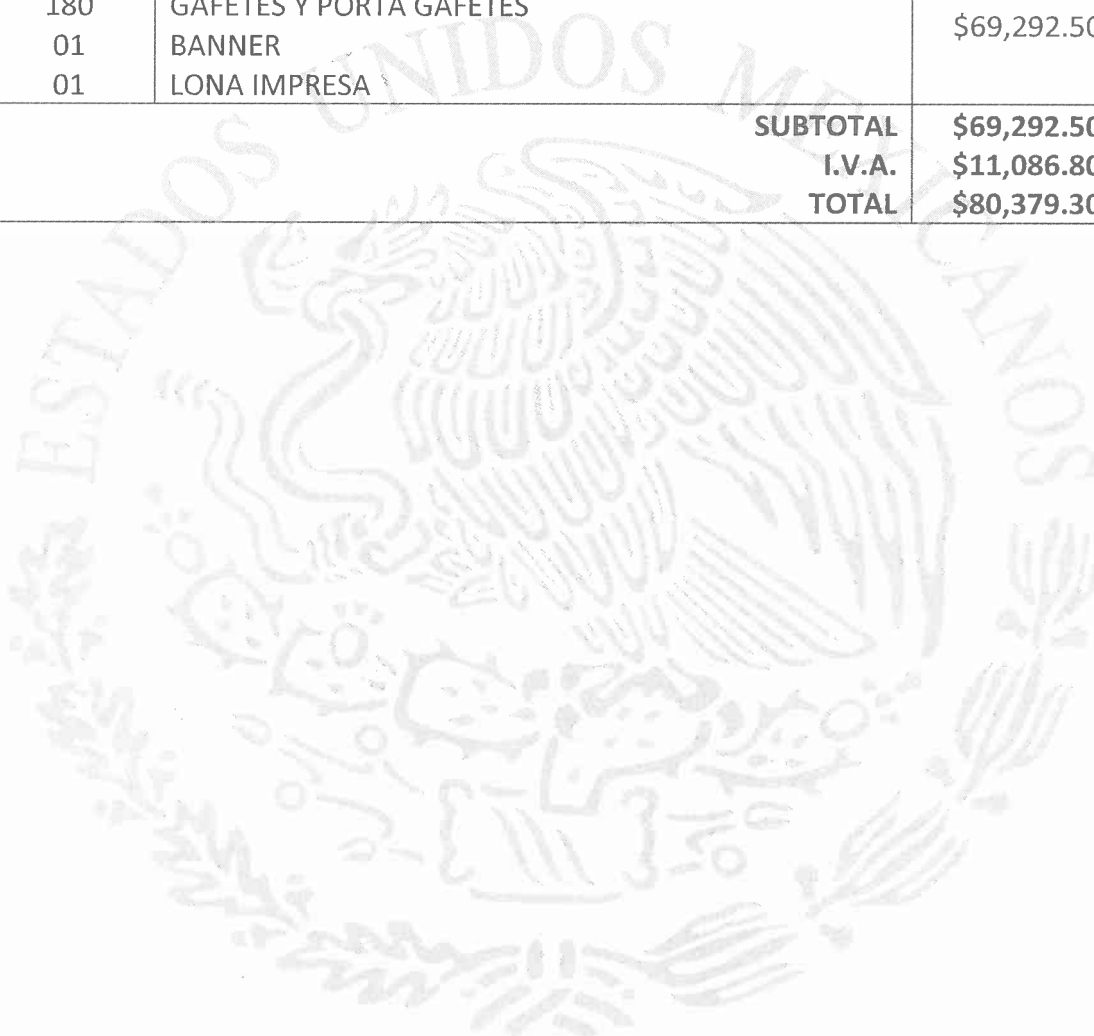 180 GAFETES Y PORTA GAFETES
01 BANNER $69,292.50
01 LONA IMPRESA
SUBTOTAL $69,292.50
I.V.A. $11,086.80
TOTAL $80,379.30
ESTADOS UNIDOS MEXICANOS